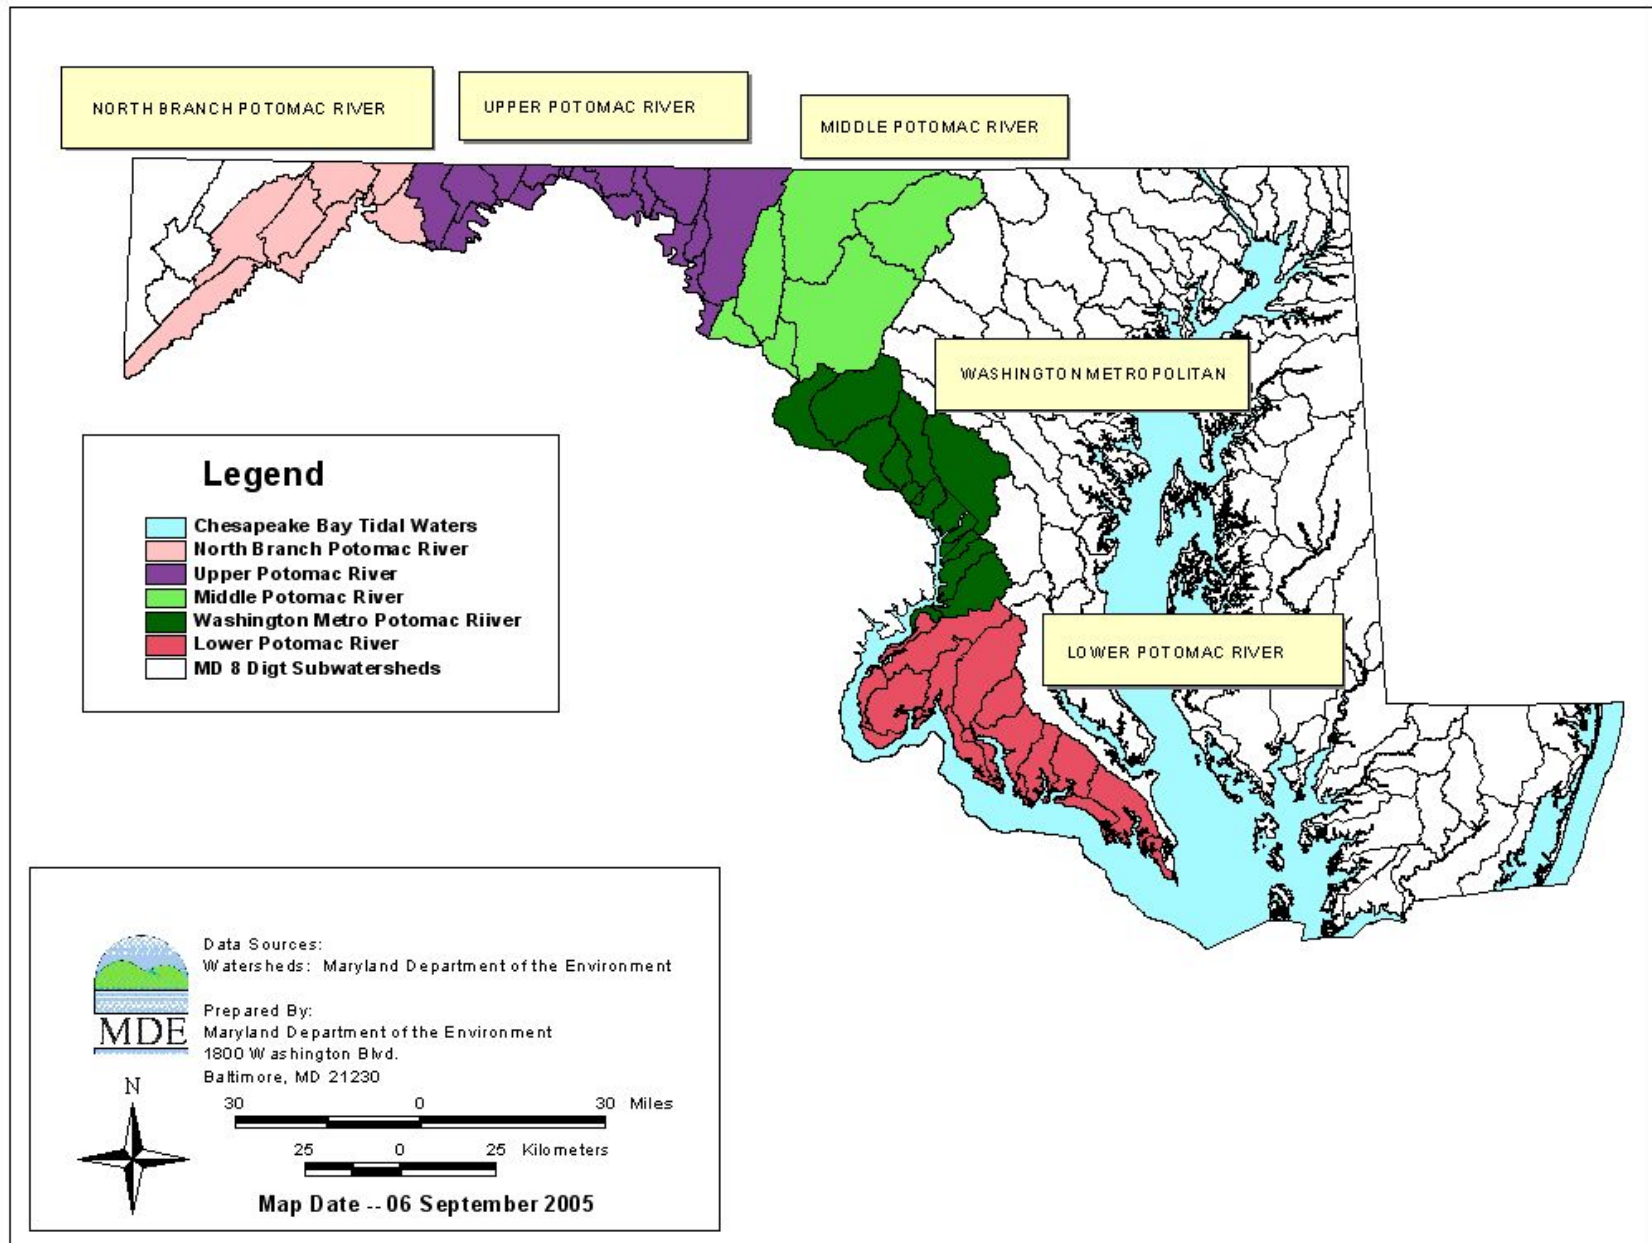 NORTH BRANCH POTOMAC RIVER
UPPER POTOMAC RIVER
MIDDLE POTOMAC RIVER
WASHINGTON METROPOLITAN
LOWER POTOMAC RIVER
Legend
Chesapeake Bay Tidal Waters
North Branch Potomac River
Upper Potomac River
Middle Potomac River
Washington Metro Potomac Riiver
Lower Potomac River
MD 8 Digt Subwatersheds
MDE
Data Sources:
Watersheds: Maryland Department of the Environment
Prepared By:
Maryland Department of the Environment
1800 Washington Blvd.
Baltimore, MD 21230
N
30 0 30 Miles
25 0 25 Kilometers
Map Date -- 06 September 2005